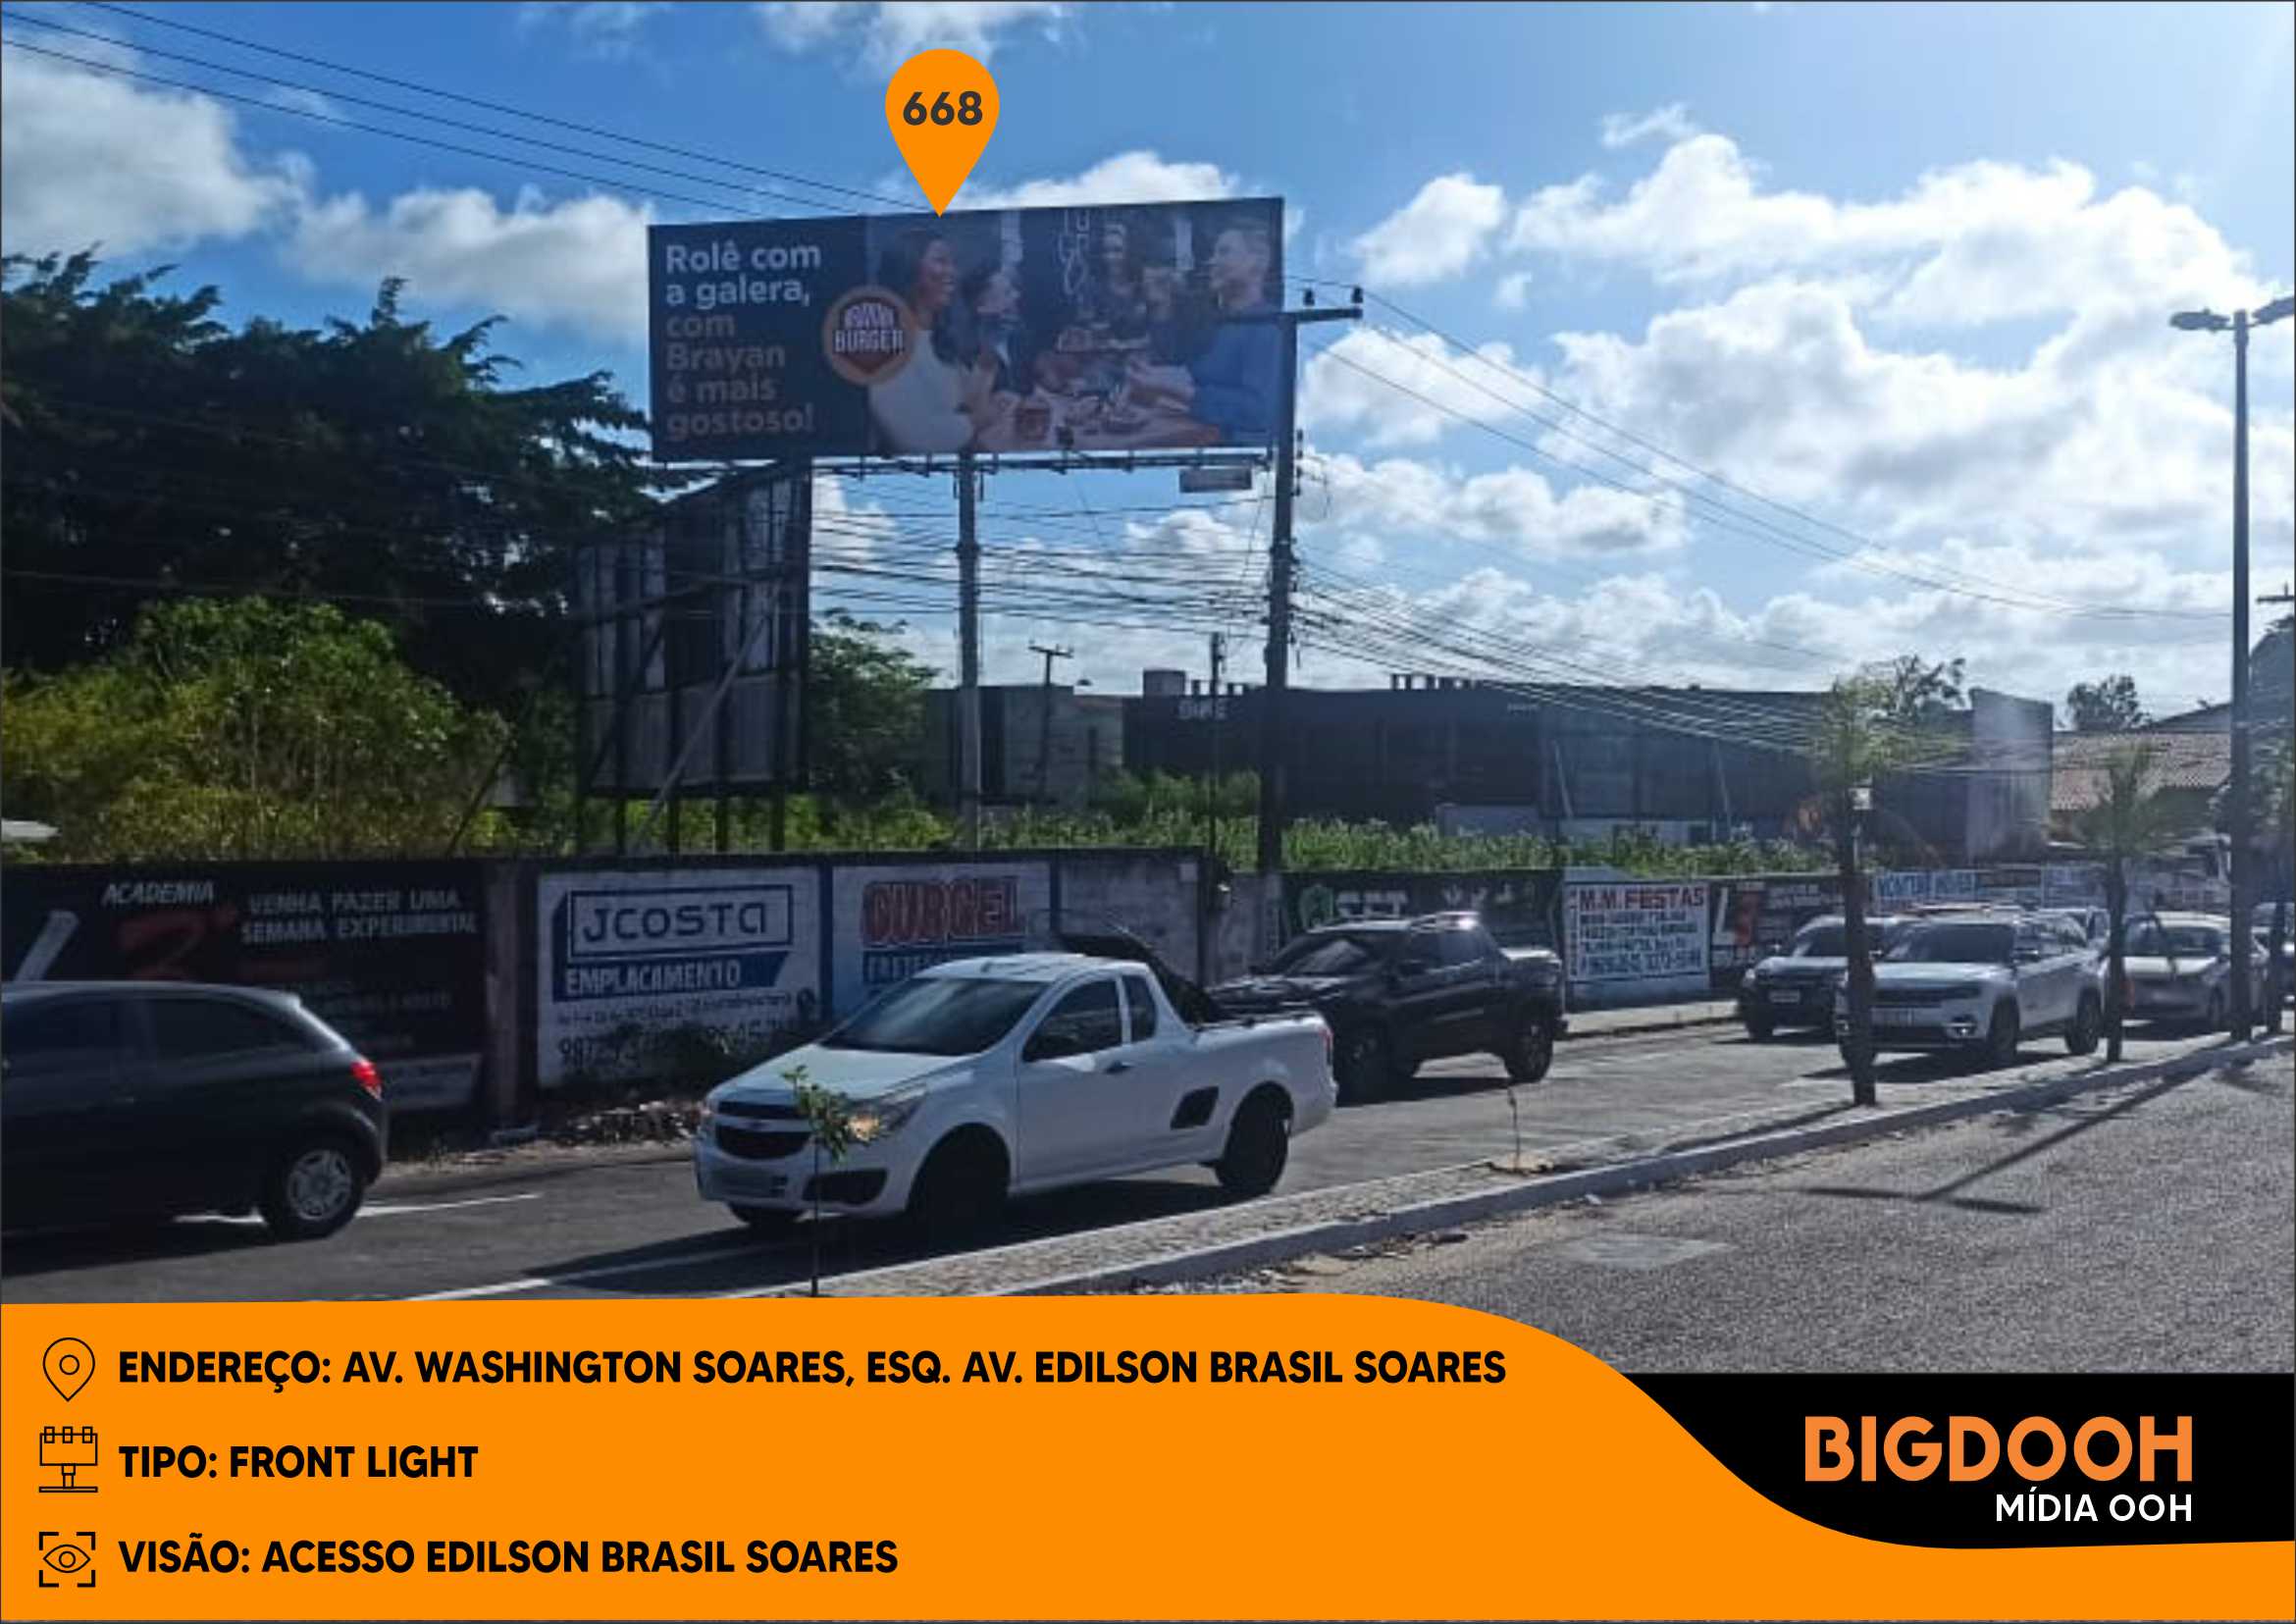 668
Rolê com
a galera,
com
Brayan
é mais
gostoso!
BURGER
ACADEMIA
VENHA FAZER UMA
SEMANA EXPERIMENTAL
JCOSTA
EMPLACAMENTO
GURGEL
M.M.FESTAS
ENDEREÇO: AV. WASHINGTON SOARES, ESQ. AV. EDILSON BRASIL SOARES
TIPO: FRONT LIGHT
VISÃO: ACESSO EDILSON BRASIL SOARES
BIGDOOH
MÍDIA OOH